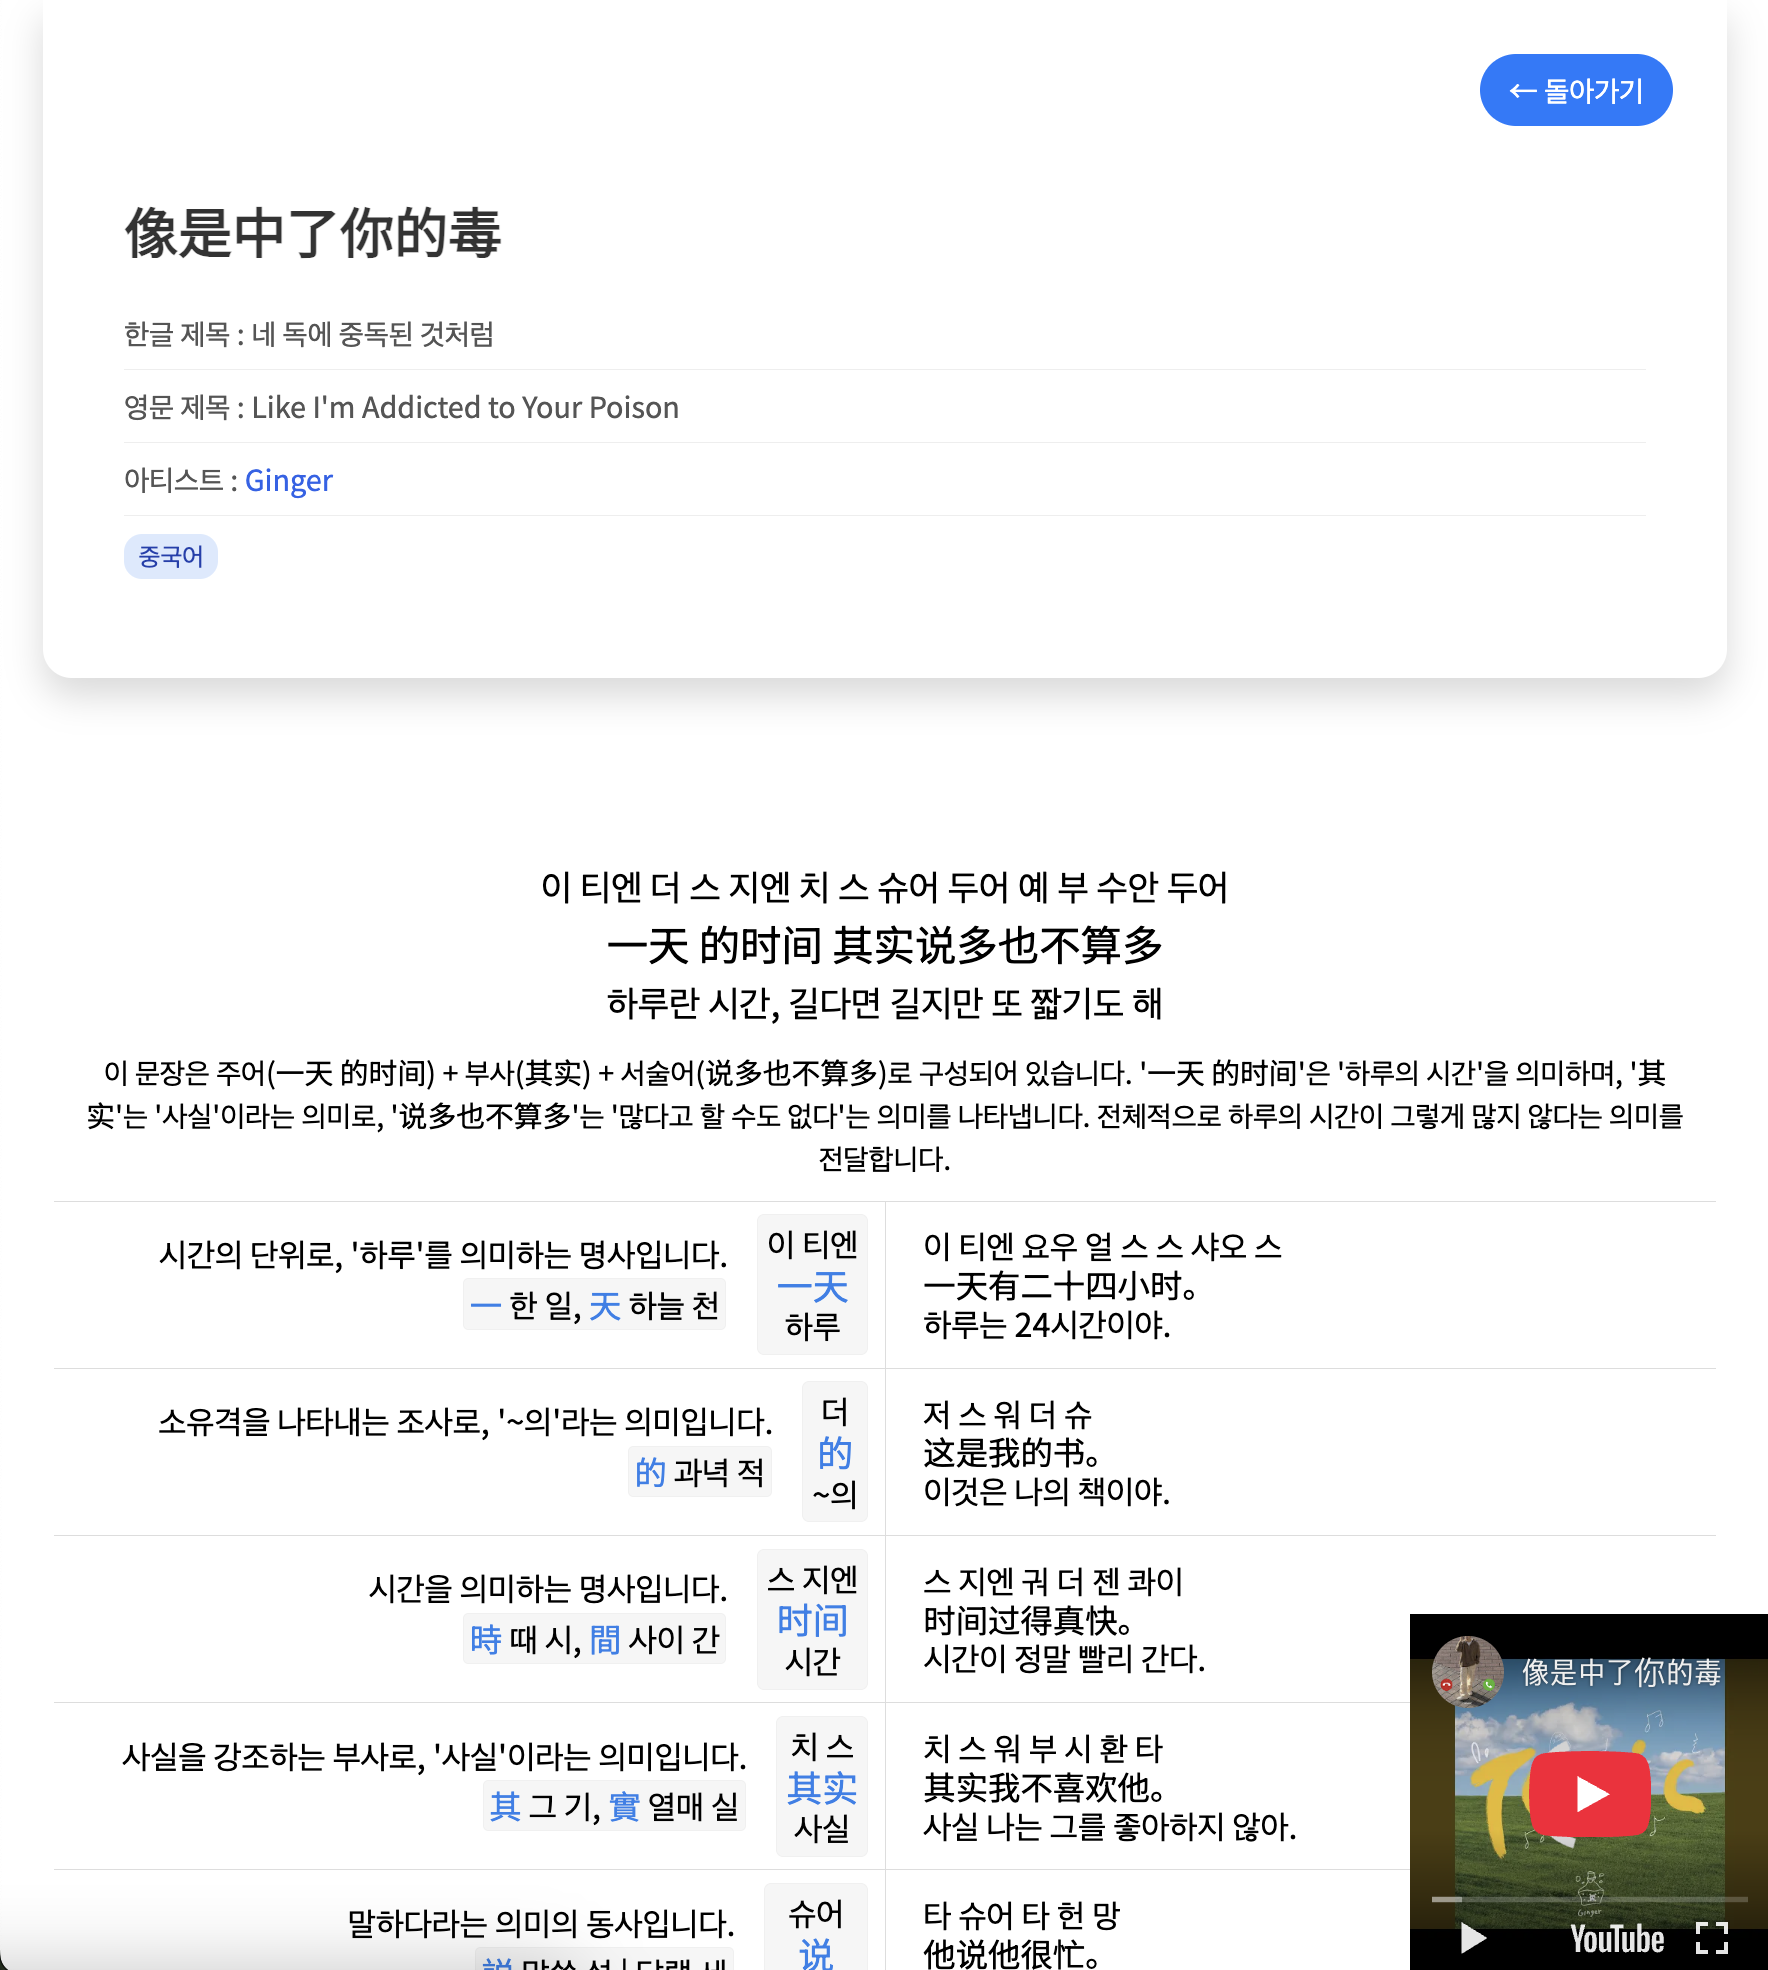 ← 돌아가기
像是中了你的毒
한글 제목 : 네 독에 중독된 것처럼
영문 제목 : Like I'm Addicted to Your Poison
아티스트 : Ginger
중국어
이 티엔 더 스 지엔 치 스 슈어 두어 예 부 수안 두어
一天 的时间 其实说多也不算多
하루란 시간, 길다면 길지만 또 짧기도 해
이 문장은 주어(一天 的时间) + 부사(其实) + 서술어(说多也不算多)로 구성되어 있습니다. '一天 的时间'은 '하루의 시간'을 의미하며, '其
实'는 '사실'이라는 의미로, '说多也不算多'는 '많다고 할 수도 없다'는 의미를 나타냅니다. 전체적으로 하루의 시간이 그렇게 많지 않다는 의미를
전달합니다.
시간의 단위로, '하루'를 의미하는 명사입니다.
一 한 일, 天 하늘 천
이 티엔
一天
하루
이 티엔 요우 얼 스 스 샤오 스
一天有二十四小时。
하루는 24시간이야.
소유격을 나타내는 조사로, '~의'라는 의미입니다.
的 과녁 적
더
的
~의
저 스 워 더 슈
这是我的书。
이것은 나의 책이야.
시간을 의미하는 명사입니다.
時 때 시, 間 사이 간
스 지엔
时间
시간
스 지엔 궈 더 젠 콰이
时间过得真快。
시간이 정말 빨리 간다.
사실을 강조하는 부사로, '사실'이라는 의미입니다.
其 그 기, 實 열매 실
치 스
其实
사실
치 스 워 부 시 환 타
其实我不喜欢他。
사실 나는 그를 좋아하지 않아.
말하다라는 의미의 동사입니다.
슈어
说
타 슈어 타 헌 망
他说他很忙。
像是中了你的毒
Ginger
YouTube